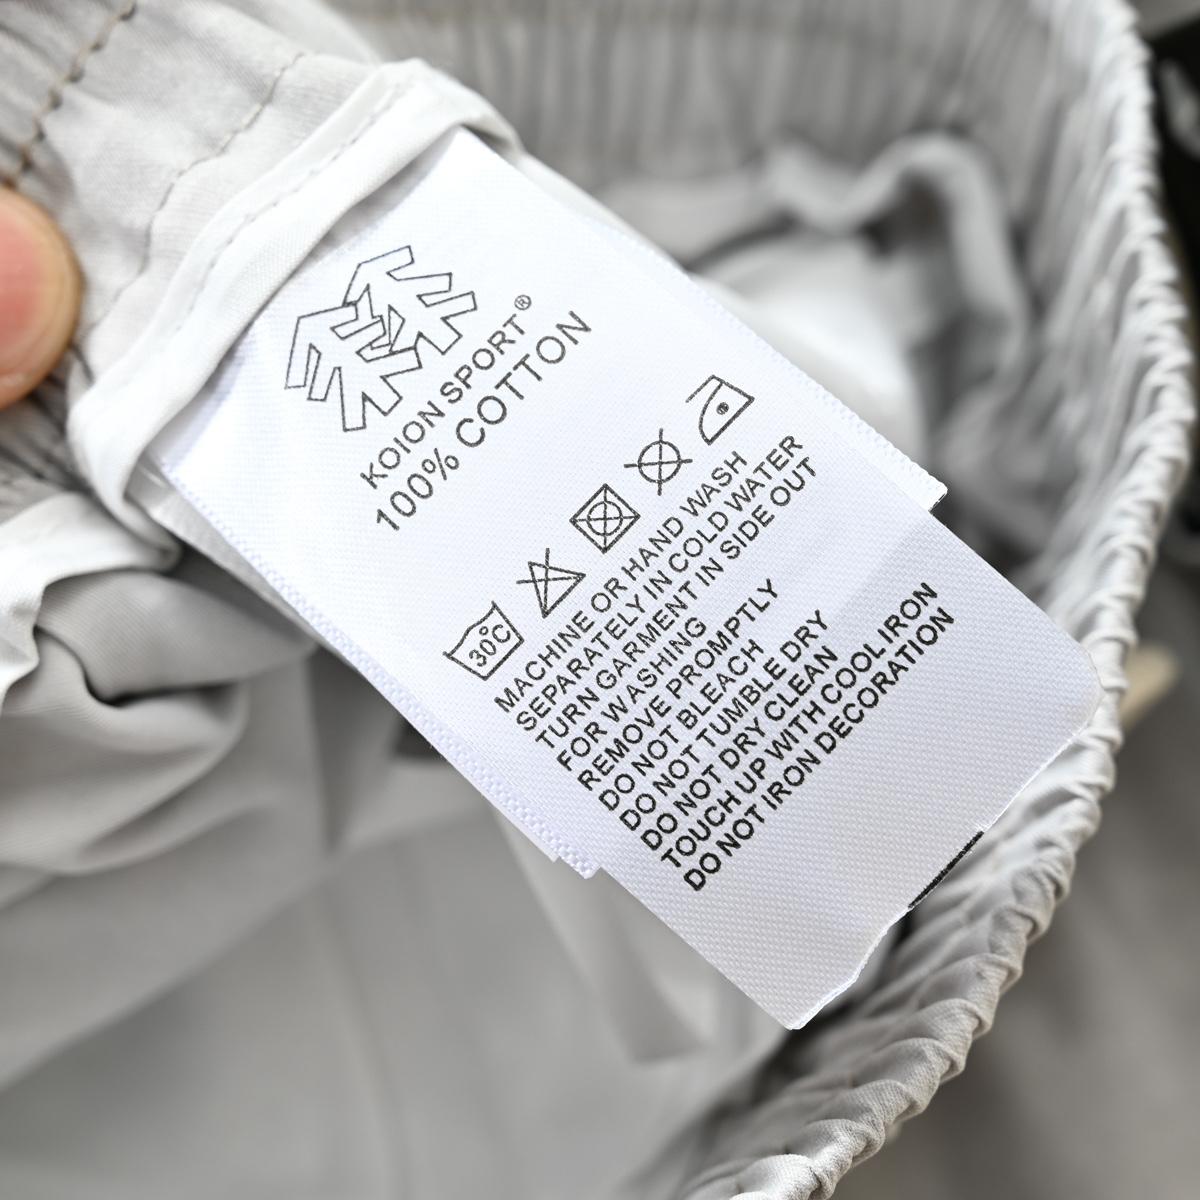 KOION SPORT®
100% COTTON
30°C
MACHINE OR HAND WASH
SEPARATELY IN COLD WATER
TURN GARMENT IN SIDE OUT
FOR WASHING
REMOVE PROMPTLY
DO NOT BLEACH
DO NOT TUMBLE DRY
DO NOT DRY CLEAN
TOUCH UP WITH COOL IRON
DO NOT IRON DECORATION